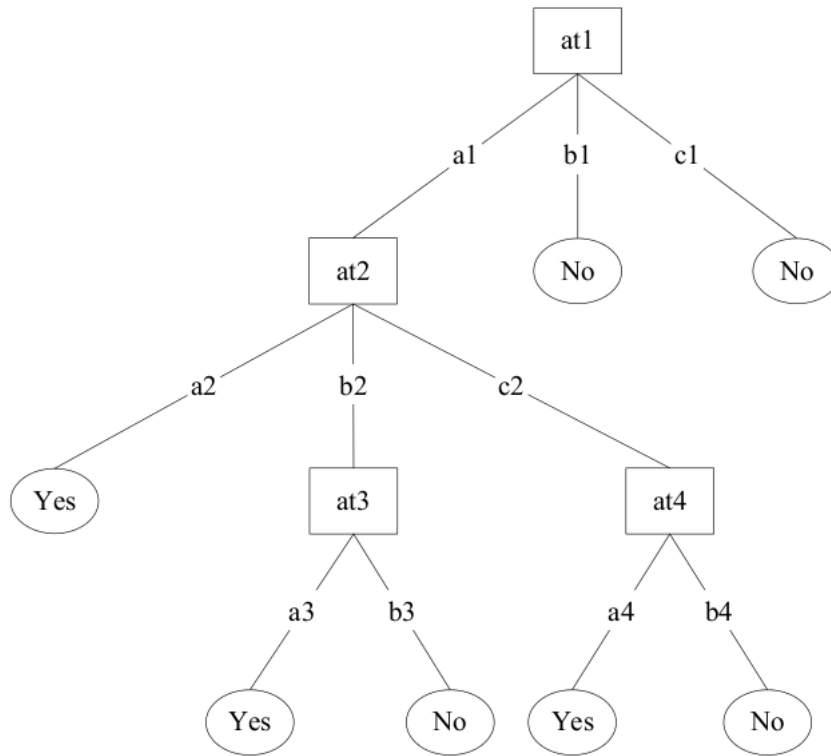 at1
a1 b1 c1
at2 No No
a2 b2 c2
Yes at3 at4
a3 b3 a4 b4
Yes No Yes No